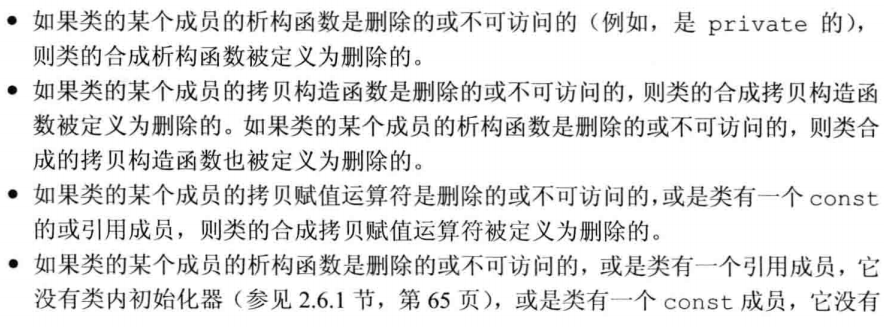 • 如果类的某个成员的析构函数是删除的或不可访问的（例如，是 private 的），
则类的合成析构函数被定义为删除的。
• 如果类的某个成员的拷贝构造函数是删除的或不可访问的，则类的合成拷贝构造函
数被定义为删除的。如果类的某个成员的析构函数是删除的或不可访问的，则类合
成的拷贝构造函数也被定义为删除的。
• 如果类的某个成员的拷贝赋值运算符是删除的或不可访问的，或是类有一个 const
的或引用成员，则类的合成拷贝赋值运算符被定义为删除的。
• 如果类的某个成员的析构函数是删除的或不可访问的，或是类有一个引用成员，它
没有类内初始化器（参见 2.6.1 节，第 65 页），或是类有一个 const 成员，它没有